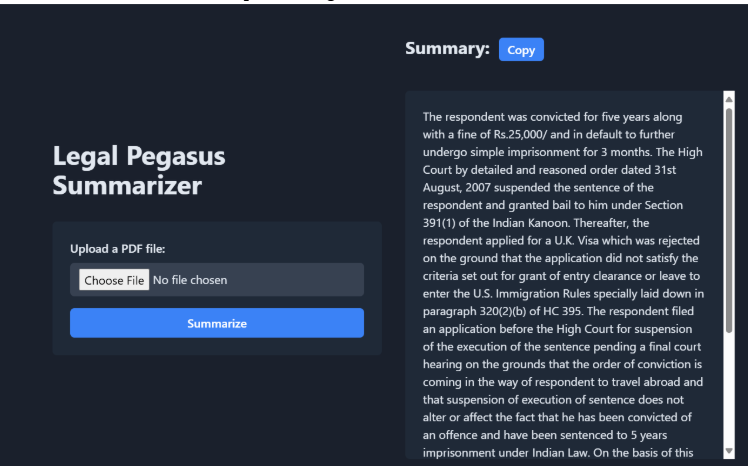 Legal Pegasus
Summarizer
Upload a PDF file:
Choose File No file chosen
Summarize
Summary: Copy
The respondent was convicted for five years along
with a fine of Rs.25,000/ and in default to further
undergo simple imprisonment for 3 months. The High
Court by detailed and reasoned order dated 31st
August, 2007 suspended the sentence of the
respondent and granted bail to him under Section
391(1) of the Indian Kanoon. Thereafter, the
respondent applied for a U.K. Visa which was rejected
on the ground that the application did not satisfy the
criteria set out for grant of entry clearance or leave to
enter the U.S. Immigration Rules specially laid down in
paragraph 320(2)(b) of HC 395. The respondent filed
an application before the High Court for suspension
of the execution of the sentence pending a final court
hearing on the grounds that the order of conviction is
coming in the way of respondent to travel abroad and
that suspension of execution of sentence does not
alter or affect the fact that he has been convicted of
an offence and have been sentenced to 5 years
imprisonment under Indian Law. On the basis of this